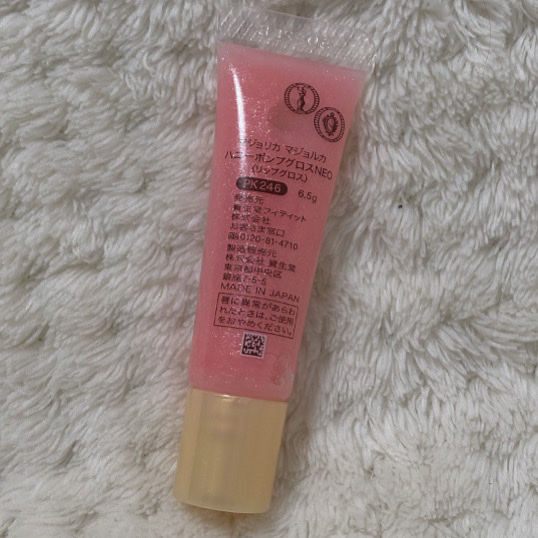 マジョリカ マジョルカ
ハニーポンプグロスNEO
〈リップグロス〉
PK246 6.5g
発売元
資生堂フィティット
株式会社
お客さま窓口
0120-81-4710
製造販売元
株式会社 資生堂
東京都中央区
銀座7-5-5
MADE IN JAPAN
唇に異常があらわ
れたときは、ご使用
をおやめください。